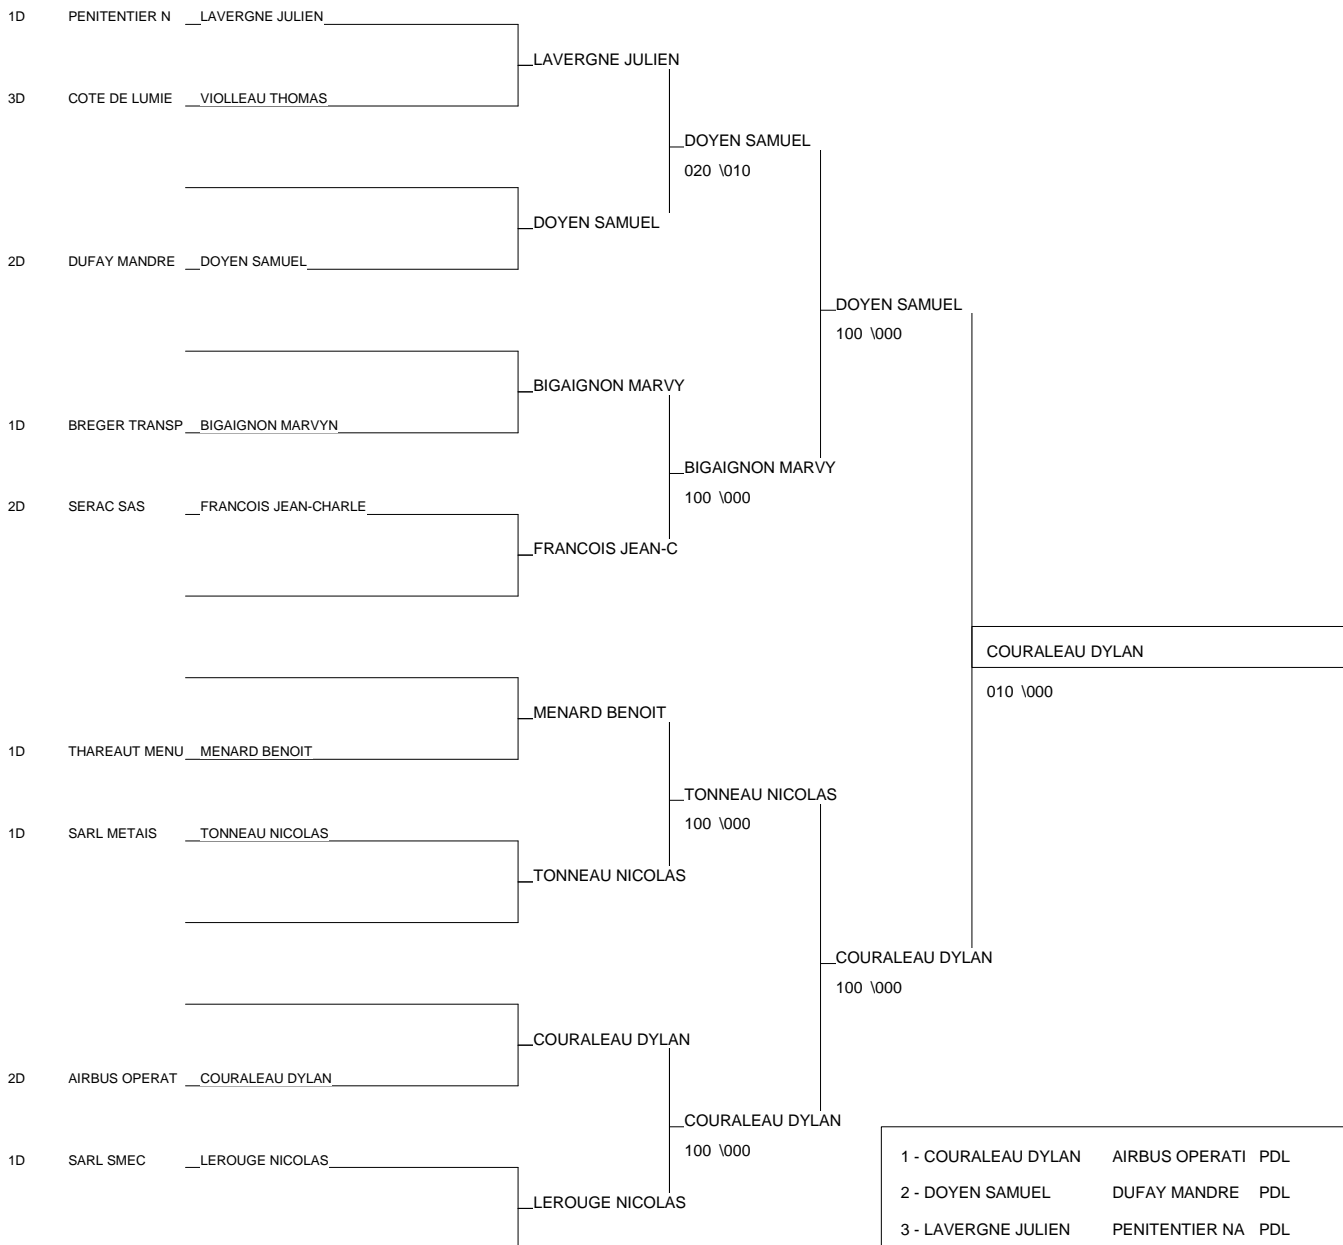 1D PENITENTIER N LAVERGNE JULIEN
LAVERGNE JULIEN
3D COTE DE LUMIE VIOLLEAU THOMAS
DOYEN SAMUEL
020 \010
DOYEN SAMUEL
2D DUFAY MANDRE DOYEN SAMUEL
DOYEN SAMUEL
100 \000
BIGAIGNON MARVY
1D BREGER TRANSP BIGAIGNON MARVYN
BIGAIGNON MARVY
100 \000
2D SERAC SAS FRANCOIS JEAN-CHARLE
FRANCOIS JEAN-C
COURALEAU DYLAN
010 \000
MENARD BENOIT
1D THAREAUT MENU MENARD BENOIT
TONNEAU NICOLAS
100 \000
1D SARL METAIS TONNEAU NICOLAS
TONNEAU NICOLAS
COURALEAU DYLAN
100 \000
COURALEAU DYLAN
2D AIRBUS OPERAT COURALEAU DYLAN
COURALEAU DYLAN
100 \000
1D SARL SMEC LEROUGE NICOLAS
LEROUGE NICOLAS
1 - COURALEAU DYLAN AIRBUS OPERATI PDL
2 - DOYEN SAMUEL DUFAY MANDRE PDL
3 - LAVERGNE JULIEN PENITENTIER NA PDL